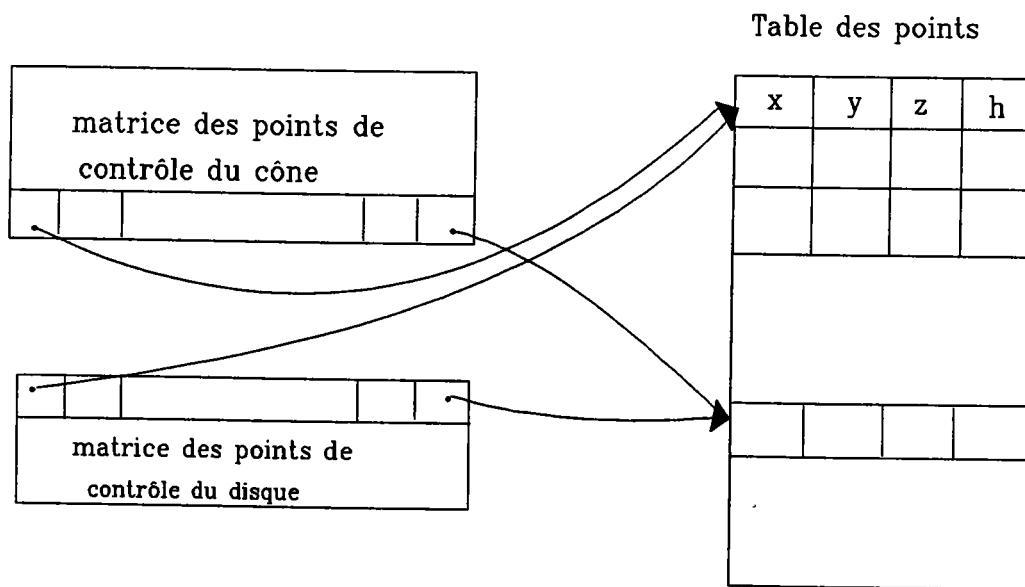 Table des points
x y z h
matrice des points de
contrôle du cône
matrice des points de
contrôle du disque